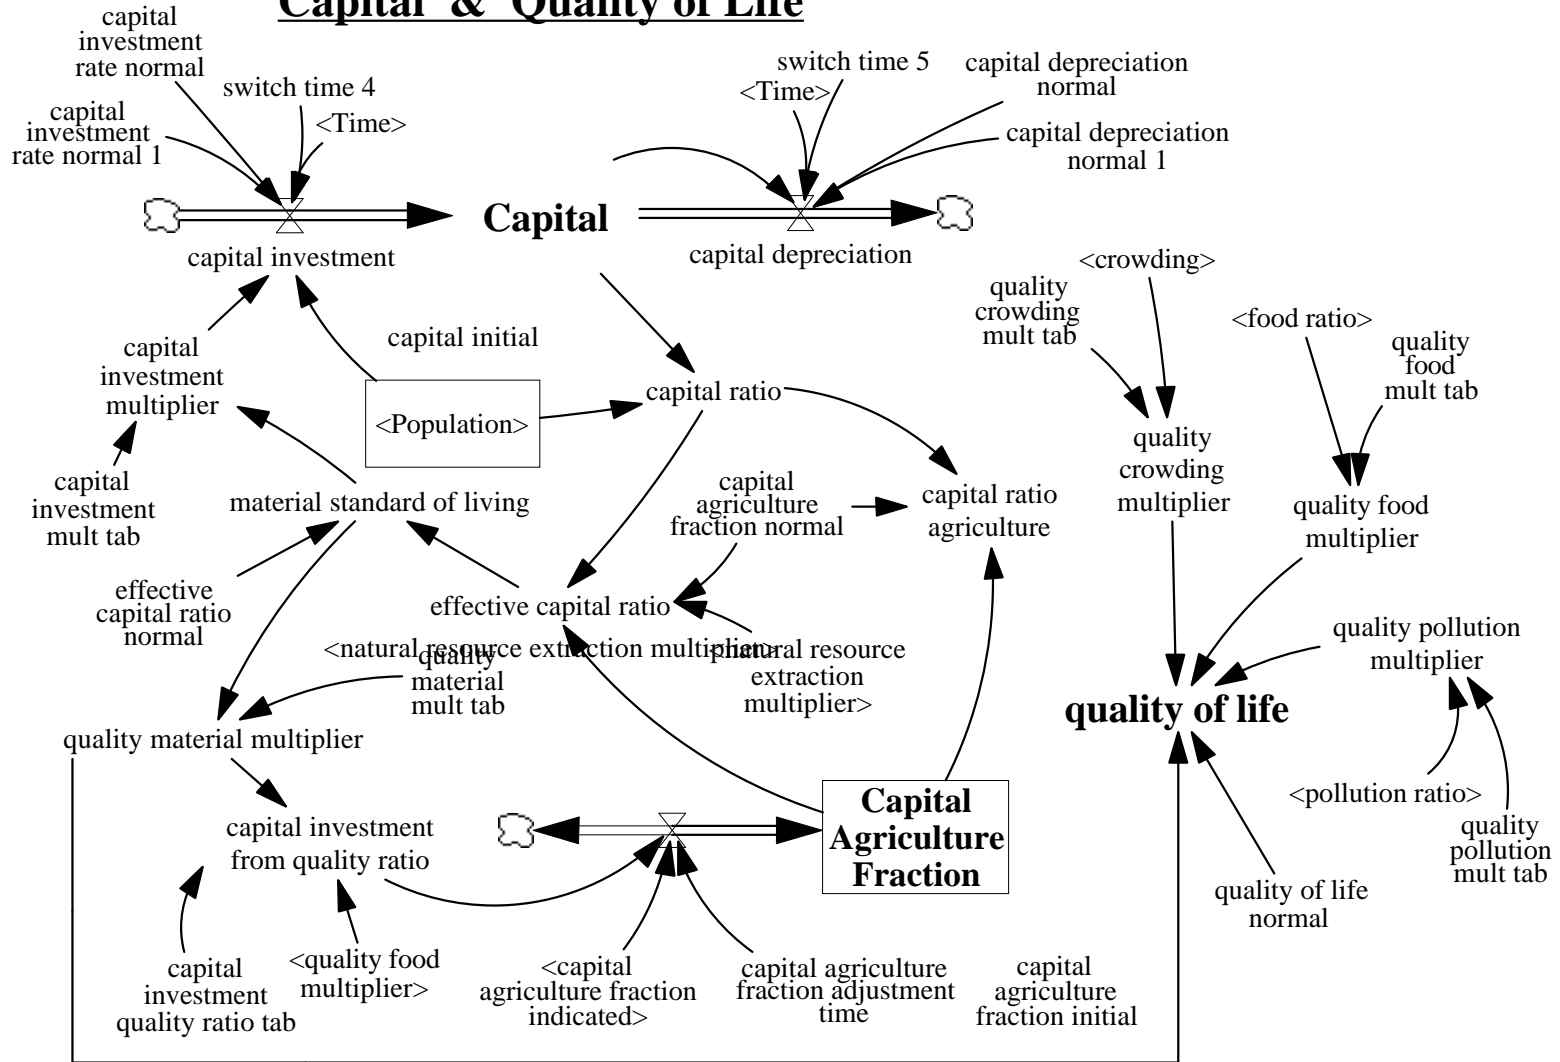 Capital & Quality of Life
capital
investment
rate normal
switch time 4
<Time>
capital
investment
rate normal 1
switch time 5
<Time>
capital depreciation
normal
capital depreciation
normal 1
Capital
capital investment
capital depreciation
<crowding>
quality
crowding
mult tab
<food ratio>
quality
food
mult tab
capital initial
capital
investment
multiplier
<Population>
capital ratio
quality
crowding
multiplier
capital
investment
mult tab
material standard of living
capital
agriculture
fraction normal
capital ratio
agriculture
quality food
multiplier
effective
capital ratio
normal
effective capital ratio
<natural resource extraction multiplier>
<natural resource
extraction
multiplier>
quality
material
mult tab
quality pollution
multiplier
quality of life
quality material multiplier
<pollution ratio>
quality
pollution
mult tab
capital investment
from quality ratio
Capital
Agriculture
Fraction
quality of life
normal
capital
investment
quality ratio tab
<quality food
multiplier>
<capital
agriculture fraction
indicated>
capital agriculture
fraction adjustment
time
capital
agriculture
fraction initial